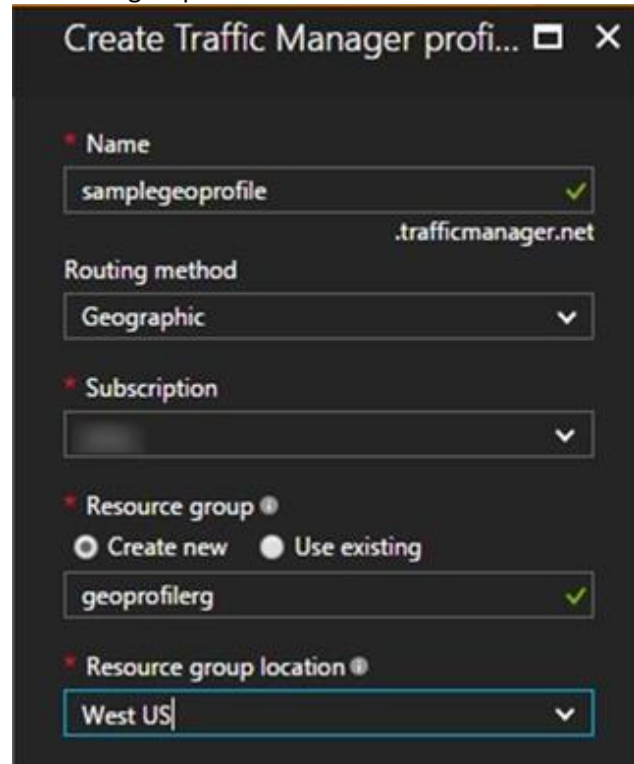 Create Traffic Manager profi...
* Name
samplegeoprofile
.trafficmanager.net
Routing method
Geographic
* Subscription
* Resource group
Create new Use existing
geoprofilerg
* Resource group location
West US